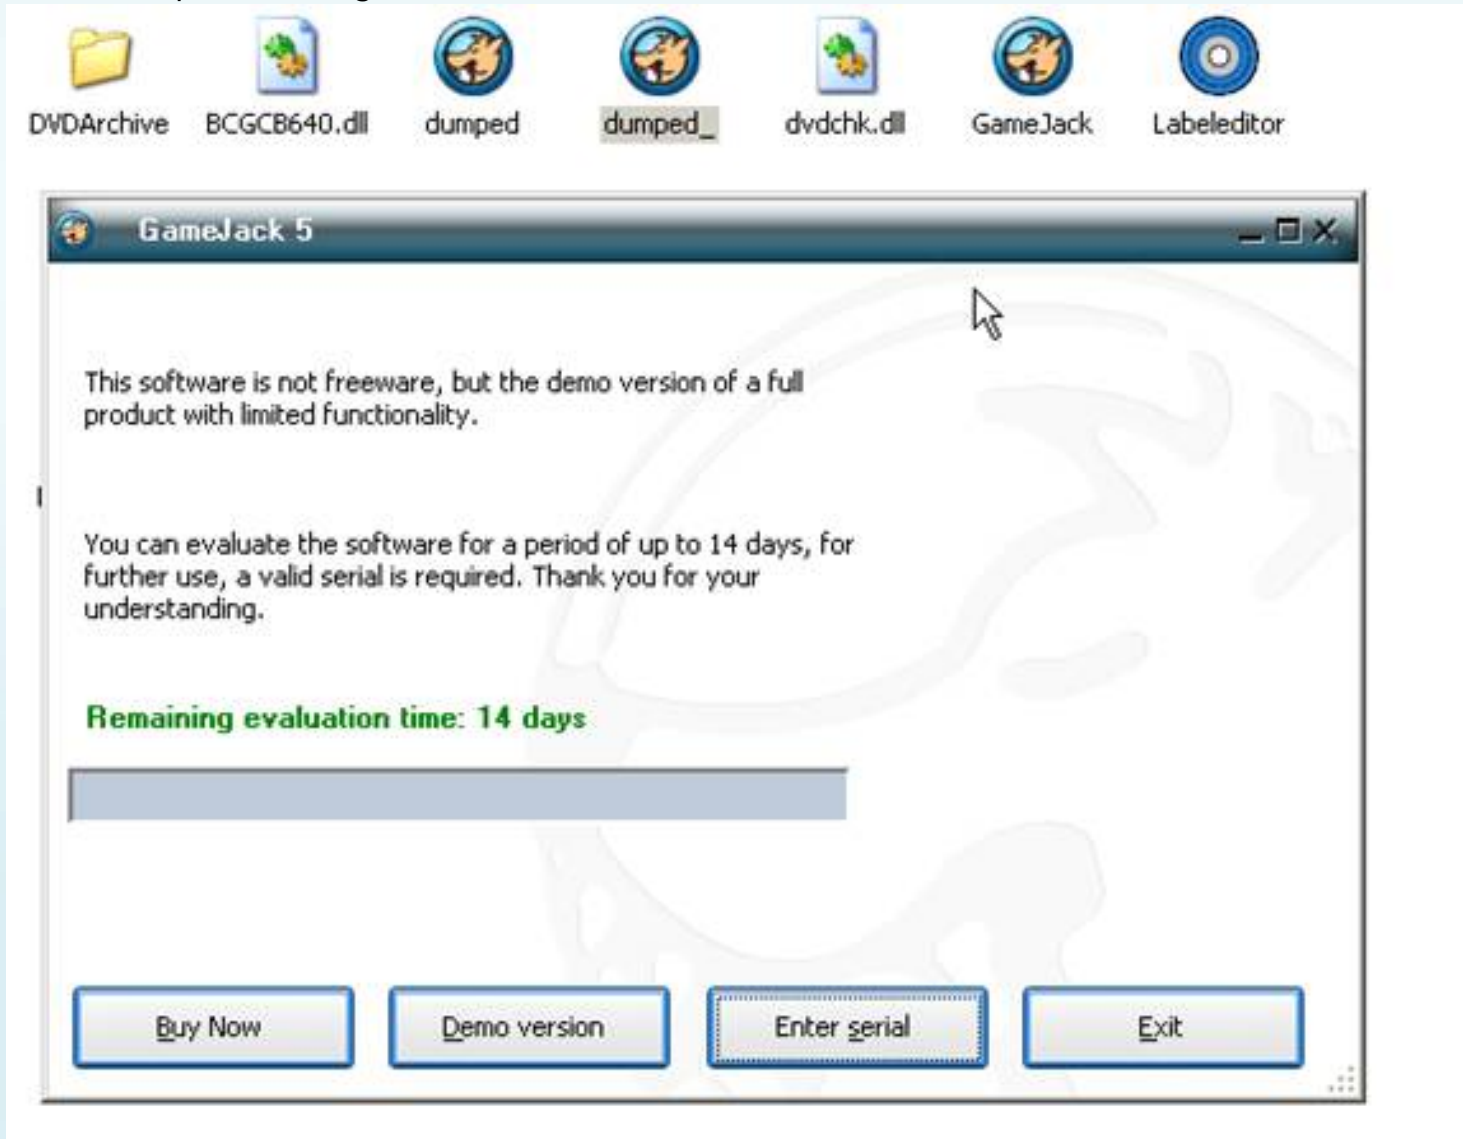 DVDArchive BCGCB640.dll dumped dumped_ dvdchk.dll GameJack Labeleditor
GameJack 5
This software is not freeware, but the demo version of a full
product with limited functionality.
You can evaluate the software for a period of up to 14 days, for
further use, a valid serial is required. Thank you for your
understanding.
Remaining evaluation time: 14 days
Buy Now Demo version Enter serial Exit